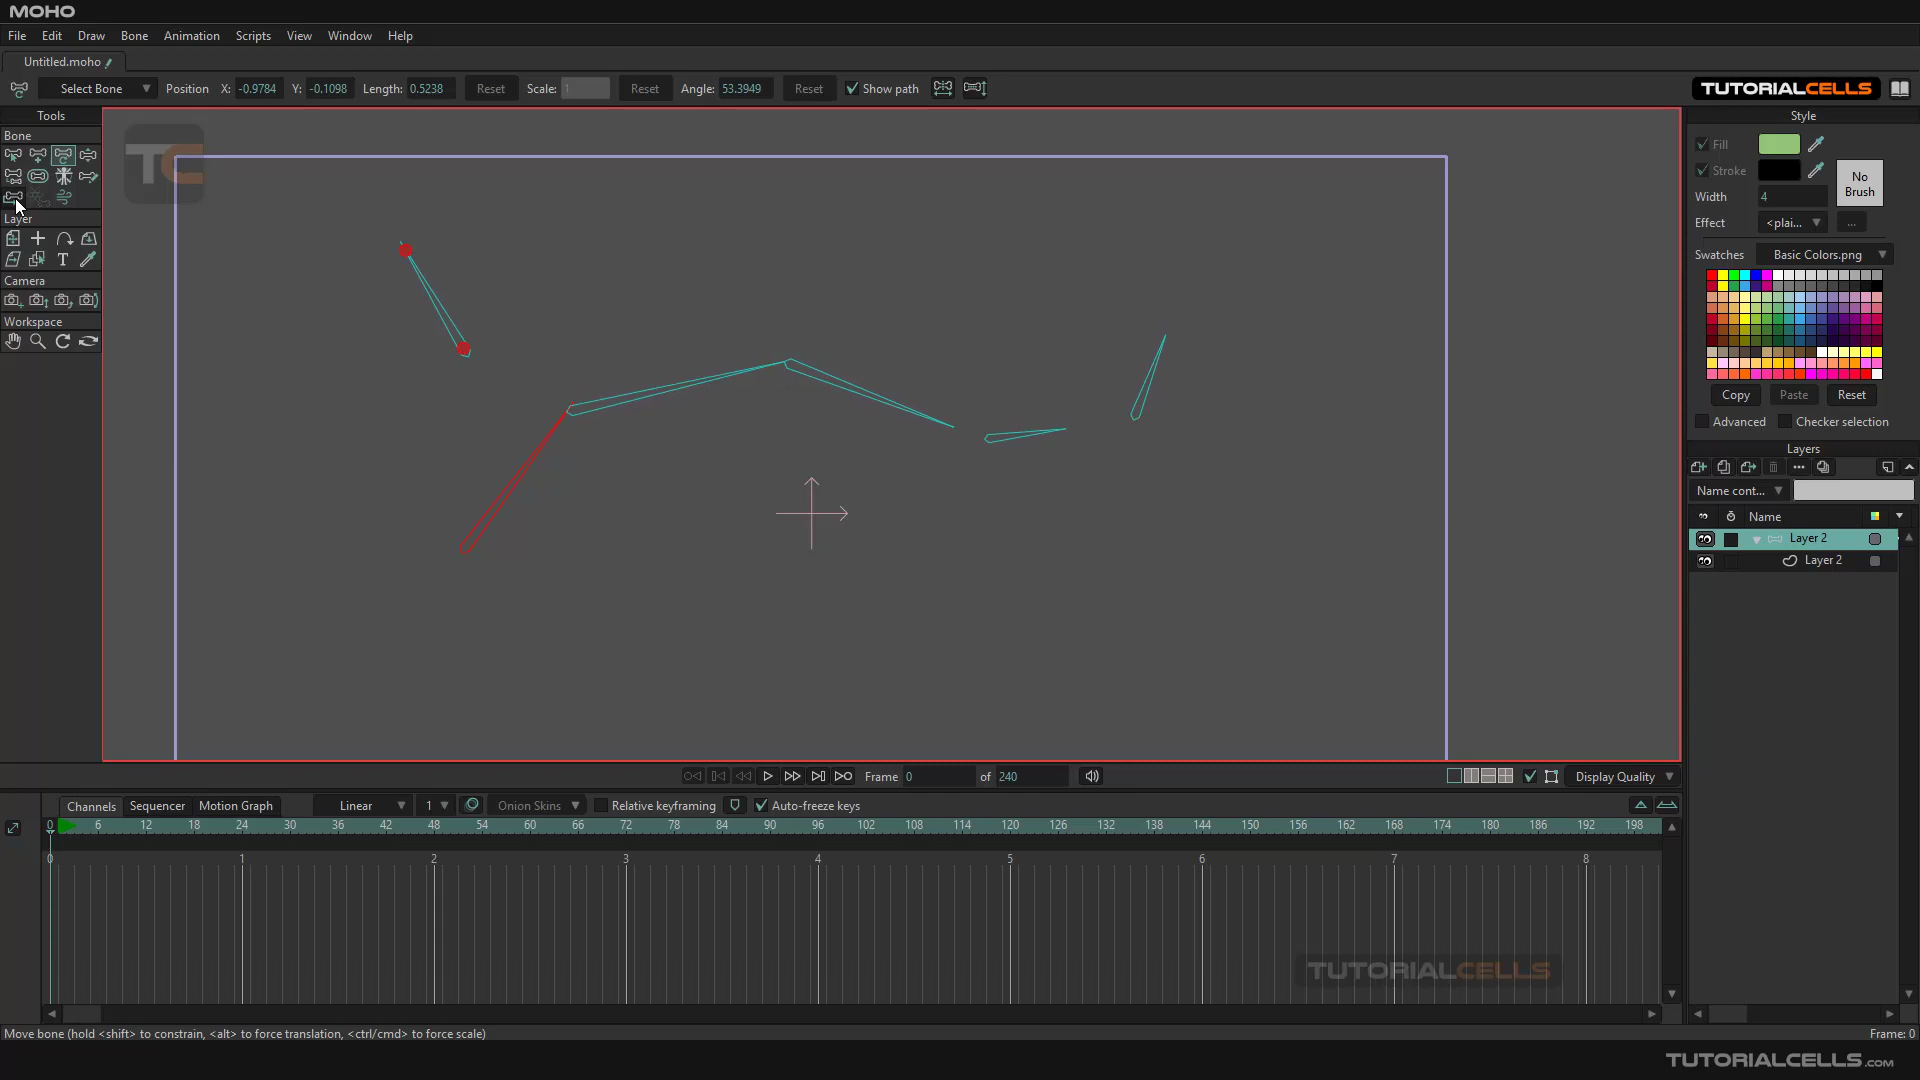 MOHO
File Edit Draw Bone Animation Scripts View Window Help
Untitled.moho
Select Bone Position X: -0.9784 Y: -0.1098 Length: 0.5238 Reset Scale: 1 Reset Angle: 53.3949 Reset Show path TUTORIALCELLS
Tools
Bone
Layer
T
Camera
Workspace
TC
Style
Fill
Stroke
No Brush
Width 4
Effect <plai... ...
Swatches Basic Colors.png
Copy Paste Reset
Advanced Checker selection
Layers
Name cont...
Name
Layer 2
Layer 2
Frame 0 of 240 Display Quality
Channels Sequencer Motion Graph Linear 1 Onion Skins Relative keyframing Auto-freeze keys
0 6 12 18 24 30 36 42 48 54 60 66 72 78 84 90 96 102 108 114 120 126 132 138 144 150 156 162 168 174 180 186 192 198
0 1 2 3 4 5 6 7 8
TUTORIALCELLS
Move bone (hold <shift> to constrain, <alt> to force translation, <ctrl/cmd> to force scale) Frame: 0
TUTORIALCELLS.COM